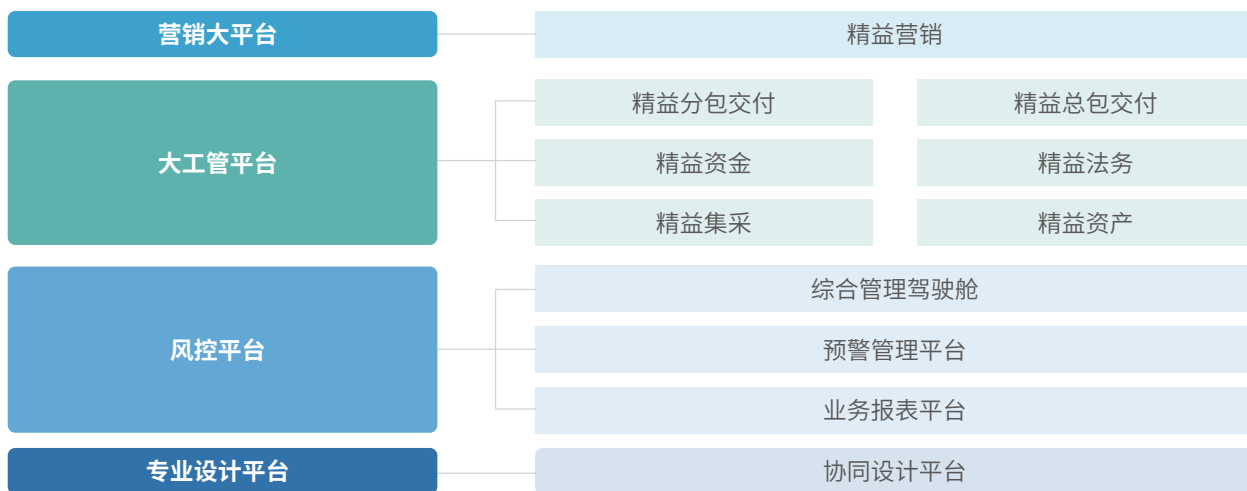 营销大平台
精益营销
大工管平台
精益分包交付
精益总包交付
精益资金
精益法务
精益集采
精益资产
风控平台
综合管理驾驶舱
预警管理平台
业务报表平台
专业设计平台
协同设计平台